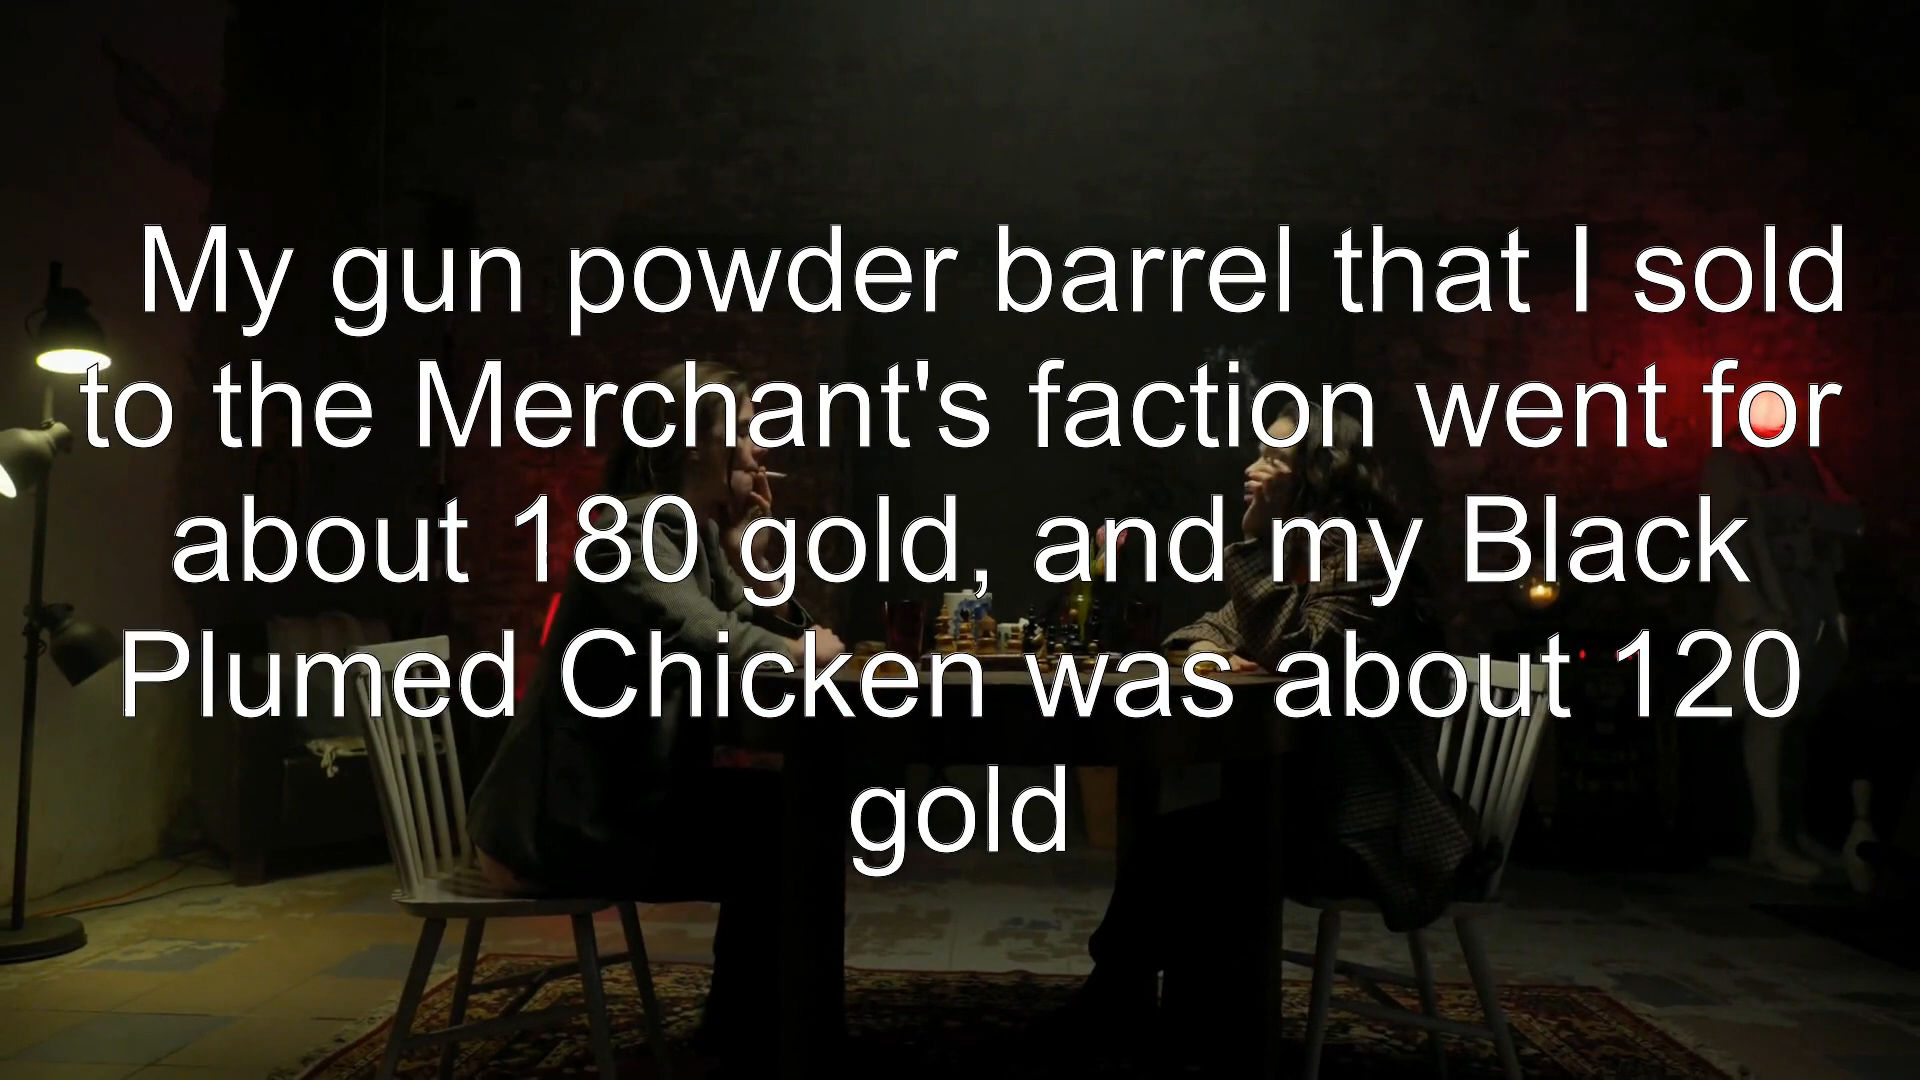 My gun powder barrel that I sold
to the Merchant's faction went for
about 180 gold, and my Black
Plumed Chicken was about 120
gold